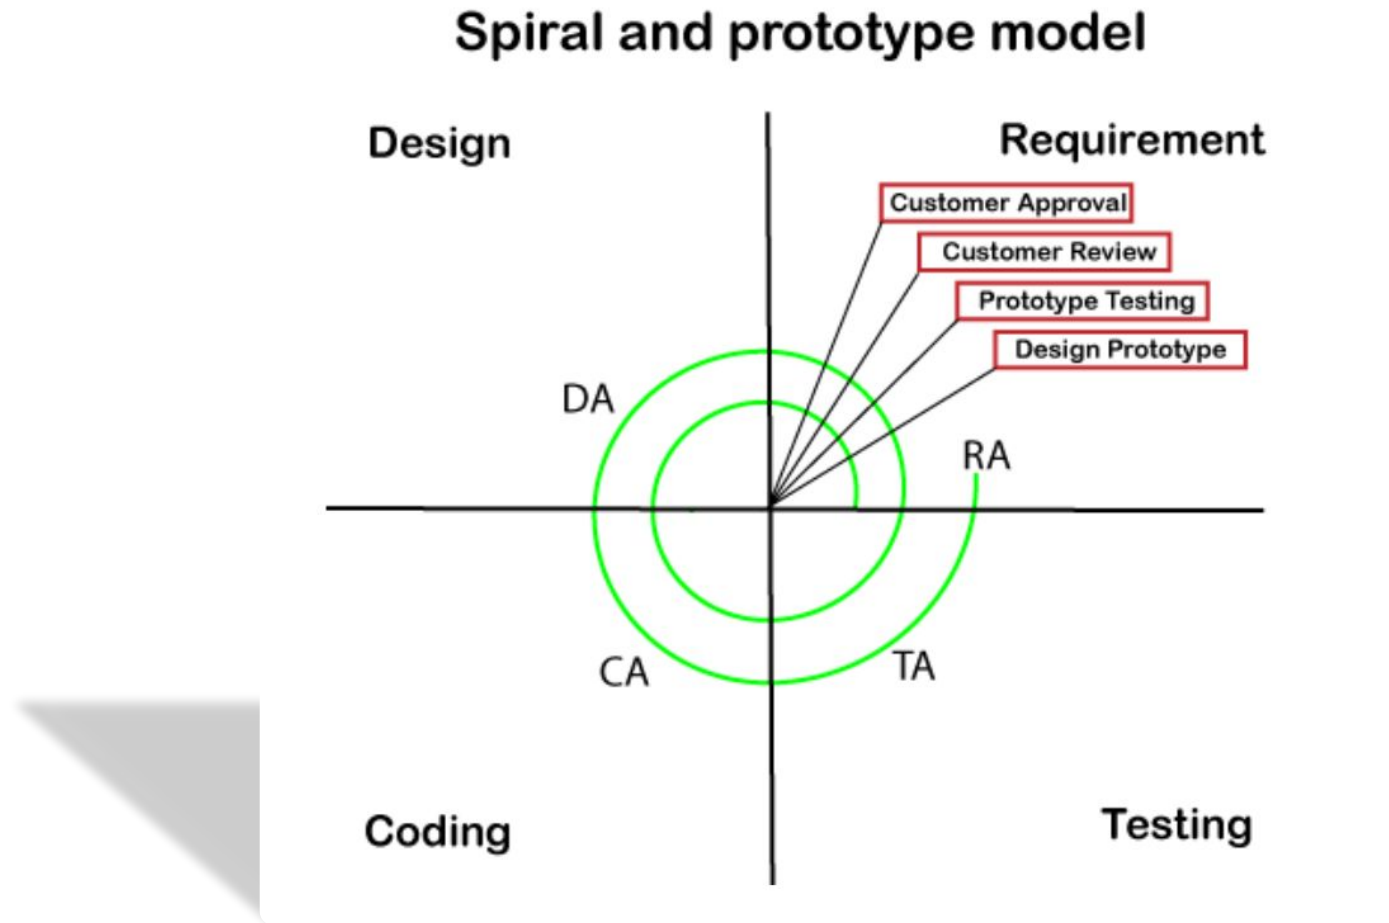 Spiral and prototype model
Design
Requirement
Customer Approval
Customer Review
Prototype Testing
Design Prototype
DA
RA
CA
TA
Coding
Testing